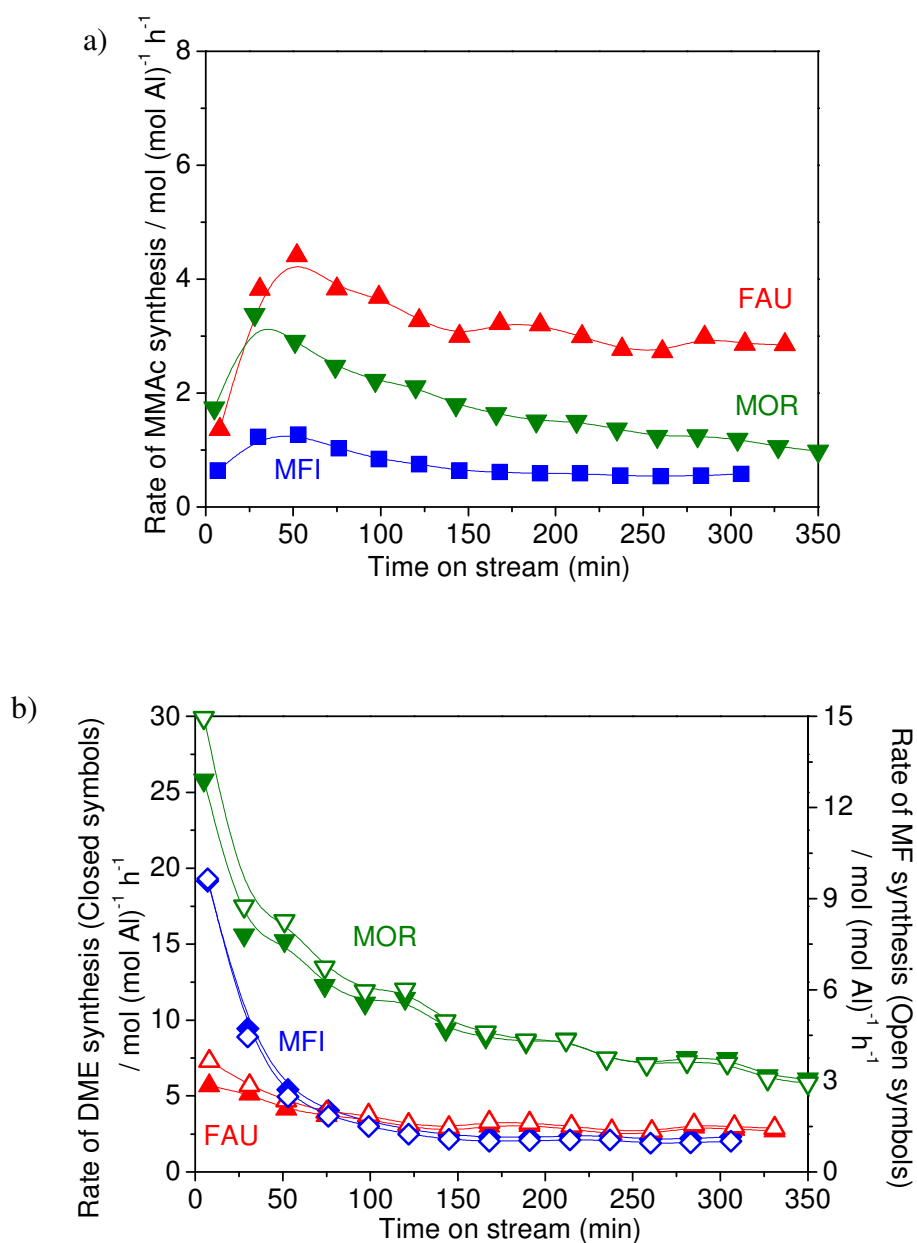 a)
8
6
4
2
0
Rate of MMAc synthesis / mol (mol Al)⁻¹ h⁻¹
FAU
MOR
MFI
0 50 100 150 200 250 300 350
Time on stream (min)
b)
30
25
20
15
10
5
0
Rate of DME synthesis (Closed symbols)
/ mol (mol Al)⁻¹ h⁻¹
MOR
MFI
FAU
15
12
9
6
3
0
Rate of MF synthesis (Open symbols)
/ mol (mol Al)⁻¹ h⁻¹
0 50 100 150 200 250 300 350
Time on stream (min)